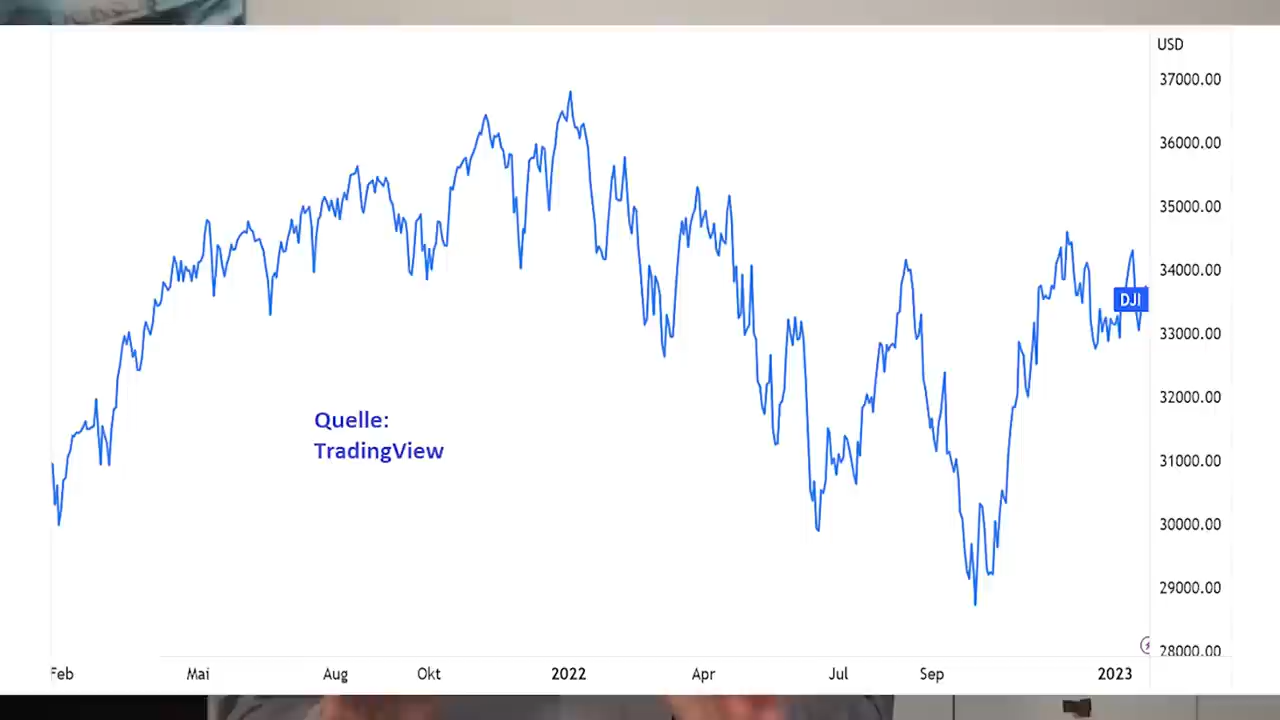 USD
37000.00
36000.00
35000.00
34000.00
DJI
33000.00
32000.00
Quelle:
TradingView
31000.00
30000.00
29000.00
28000.00
Feb Mai Aug Okt 2022 Apr Jul Sep 2023